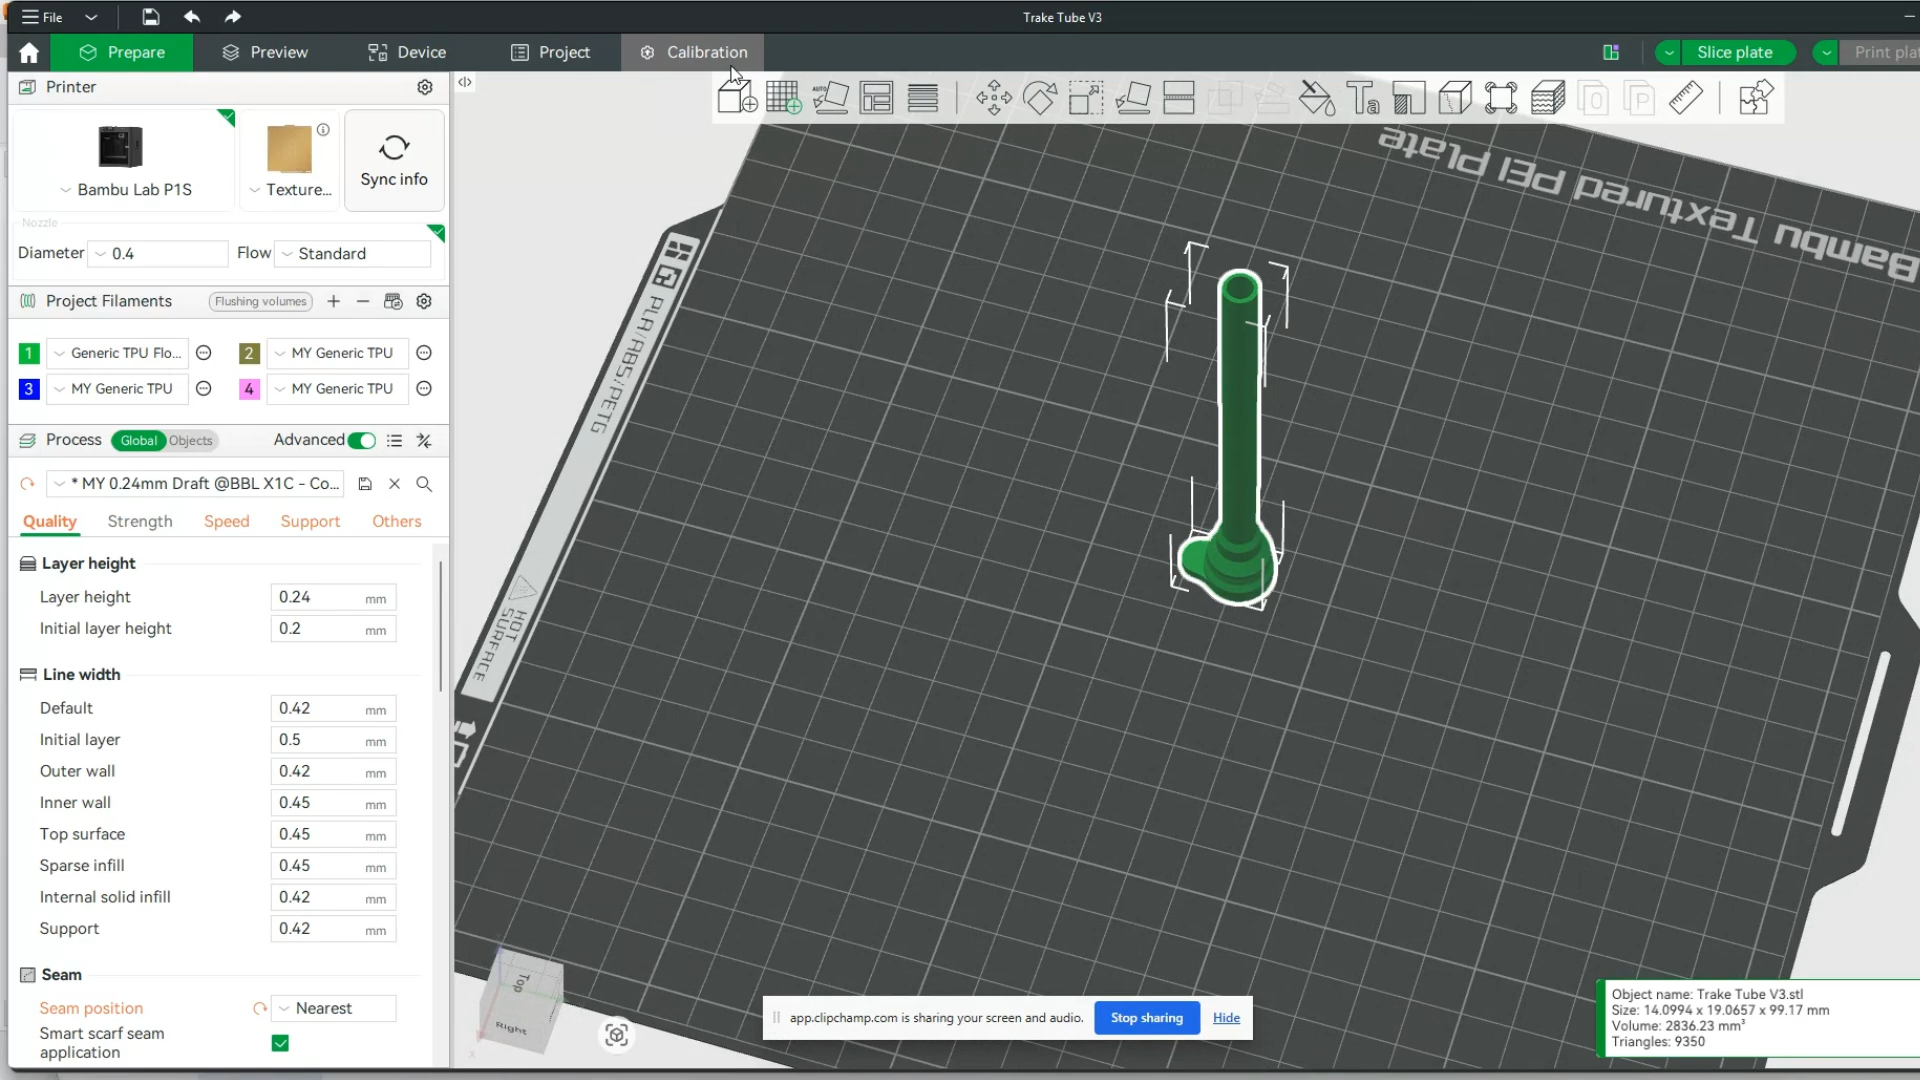 File
Trake Tube V3
Prepare
Preview
Device
Project
Calibration
Slice plate
Print plat
Printer
Bambu Lab P1S
Texture...
Sync info
Nozzle
Diameter
0.4
Flow
Standard
Project Filaments
Flushing volumes
1
Generic TPU Flo...
2
MY Generic TPU
3
MY Generic TPU
4
MY Generic TPU
Process
Global
Objects
Advanced
* MY 0.24mm Draft @BBL X1C - Co...
Quality
Strength
Speed
Support
Others
Layer height
Layer height
0.24 mm
Initial layer height
0.2 mm
Line width
Default
0.42 mm
Initial layer
0.5 mm
Outer wall
0.42 mm
Inner wall
0.45 mm
Top surface
0.45 mm
Sparse infill
0.45 mm
Internal solid infill
0.42 mm
Support
0.42 mm
Seam
Seam position
Nearest
Smart scarf seam
application
AUTO
Ta
O
P
Bambu Textured PEI Plate
PLA/ABS/PETG
HOT
SURFACE
Top
Right
app.clipchamp.com is sharing your screen and audio.
Stop sharing
Hide
Object name: Trake Tube V3.stl
Size: 14.0994 x 19.0657 x 99.17 mm
Volume: 2836.23 mm³
Triangles: 9350